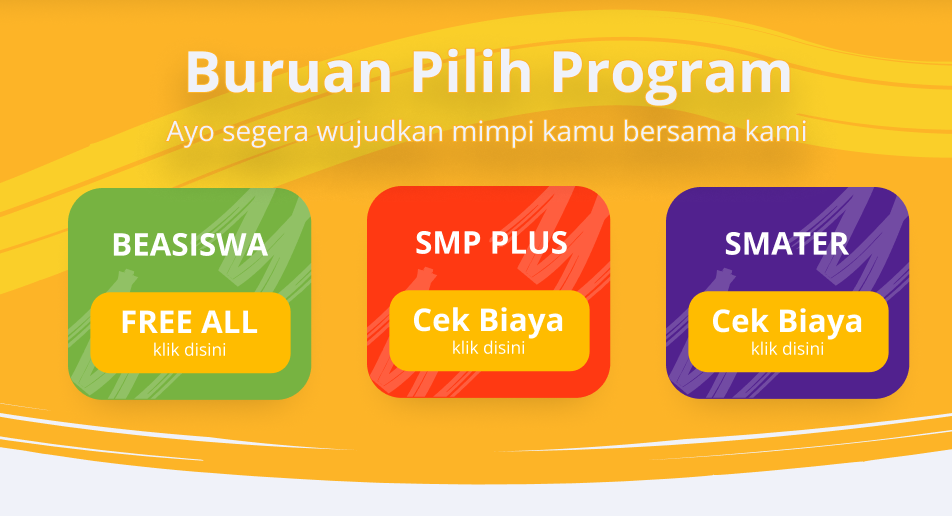 Buruan Pilih Program
Ayo segera wujudkan mimpi kamu bersama kami
BEASISWA
FREE ALL
klik disini
SMP PLUS
Cek Biaya
klik disini
SMATER
Cek Biaya
klik disini